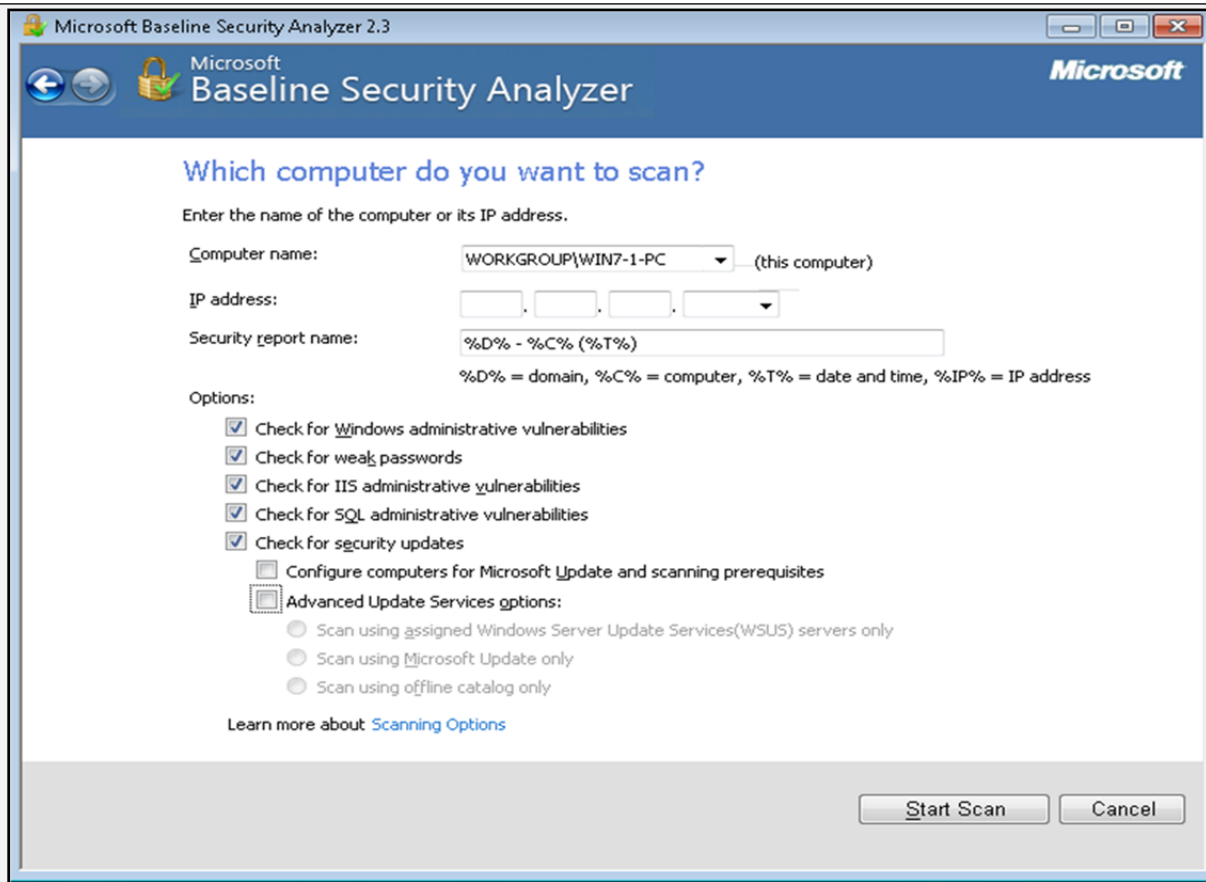 Microsoft Baseline Security Analyzer 2.3
Microsoft
Baseline Security Analyzer
Microsoft
Which computer do you want to scan?
Enter the name of the computer or its IP address.
Computer name: WORKGROUP\WIN7-1-PC (this computer)
IP address: . . .
Security report name: %D% - %C% (%T%)
%D% = domain, %C% = computer, %T% = date and time, %IP% = IP address
Options:
Check for Windows administrative vulnerabilities
Check for weak passwords
Check for IIS administrative vulnerabilities
Check for SQL administrative vulnerabilities
Check for security updates
Configure computers for Microsoft Update and scanning prerequisites
Advanced Update Services options:
Scan using assigned Windows Server Update Services(WSUS) servers only
Scan using Microsoft Update only
Scan using offline catalog only
Learn more about Scanning Options
Start Scan Cancel